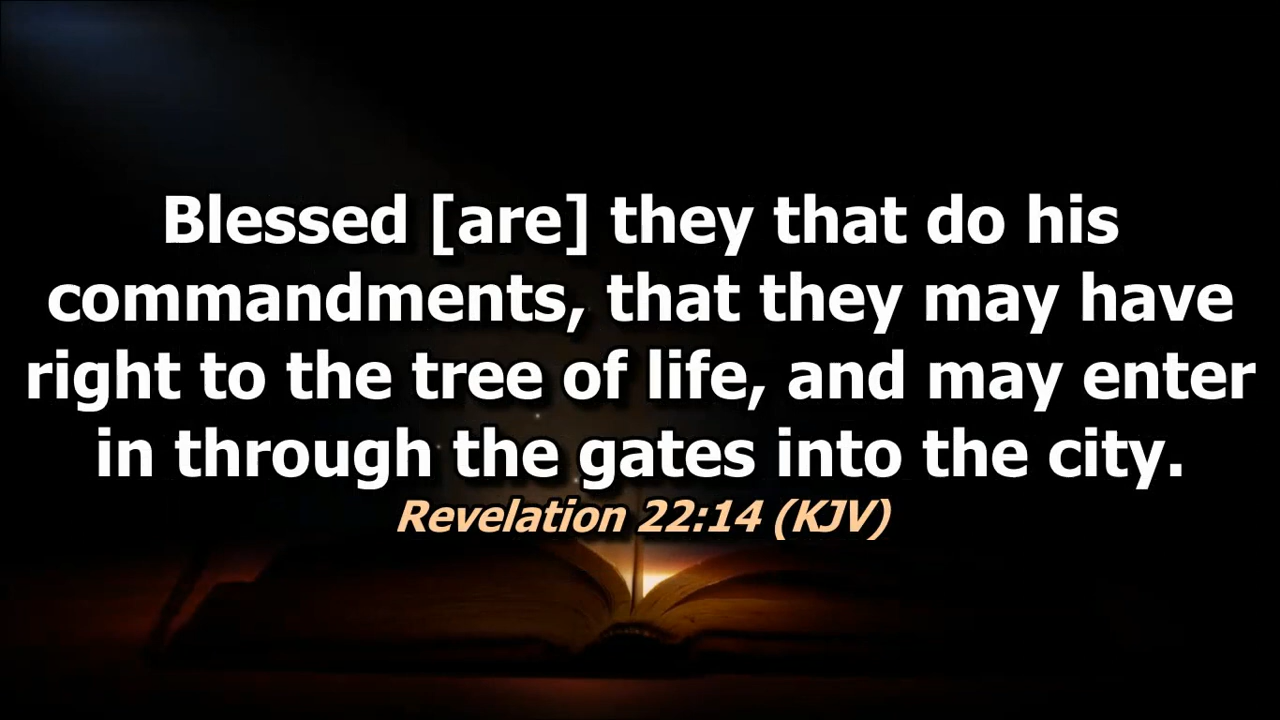 Blessed [are] they that do his
commandments, that they may have
right to the tree of life, and may enter
in through the gates into the city.
Revelation 22:14 (KJV)